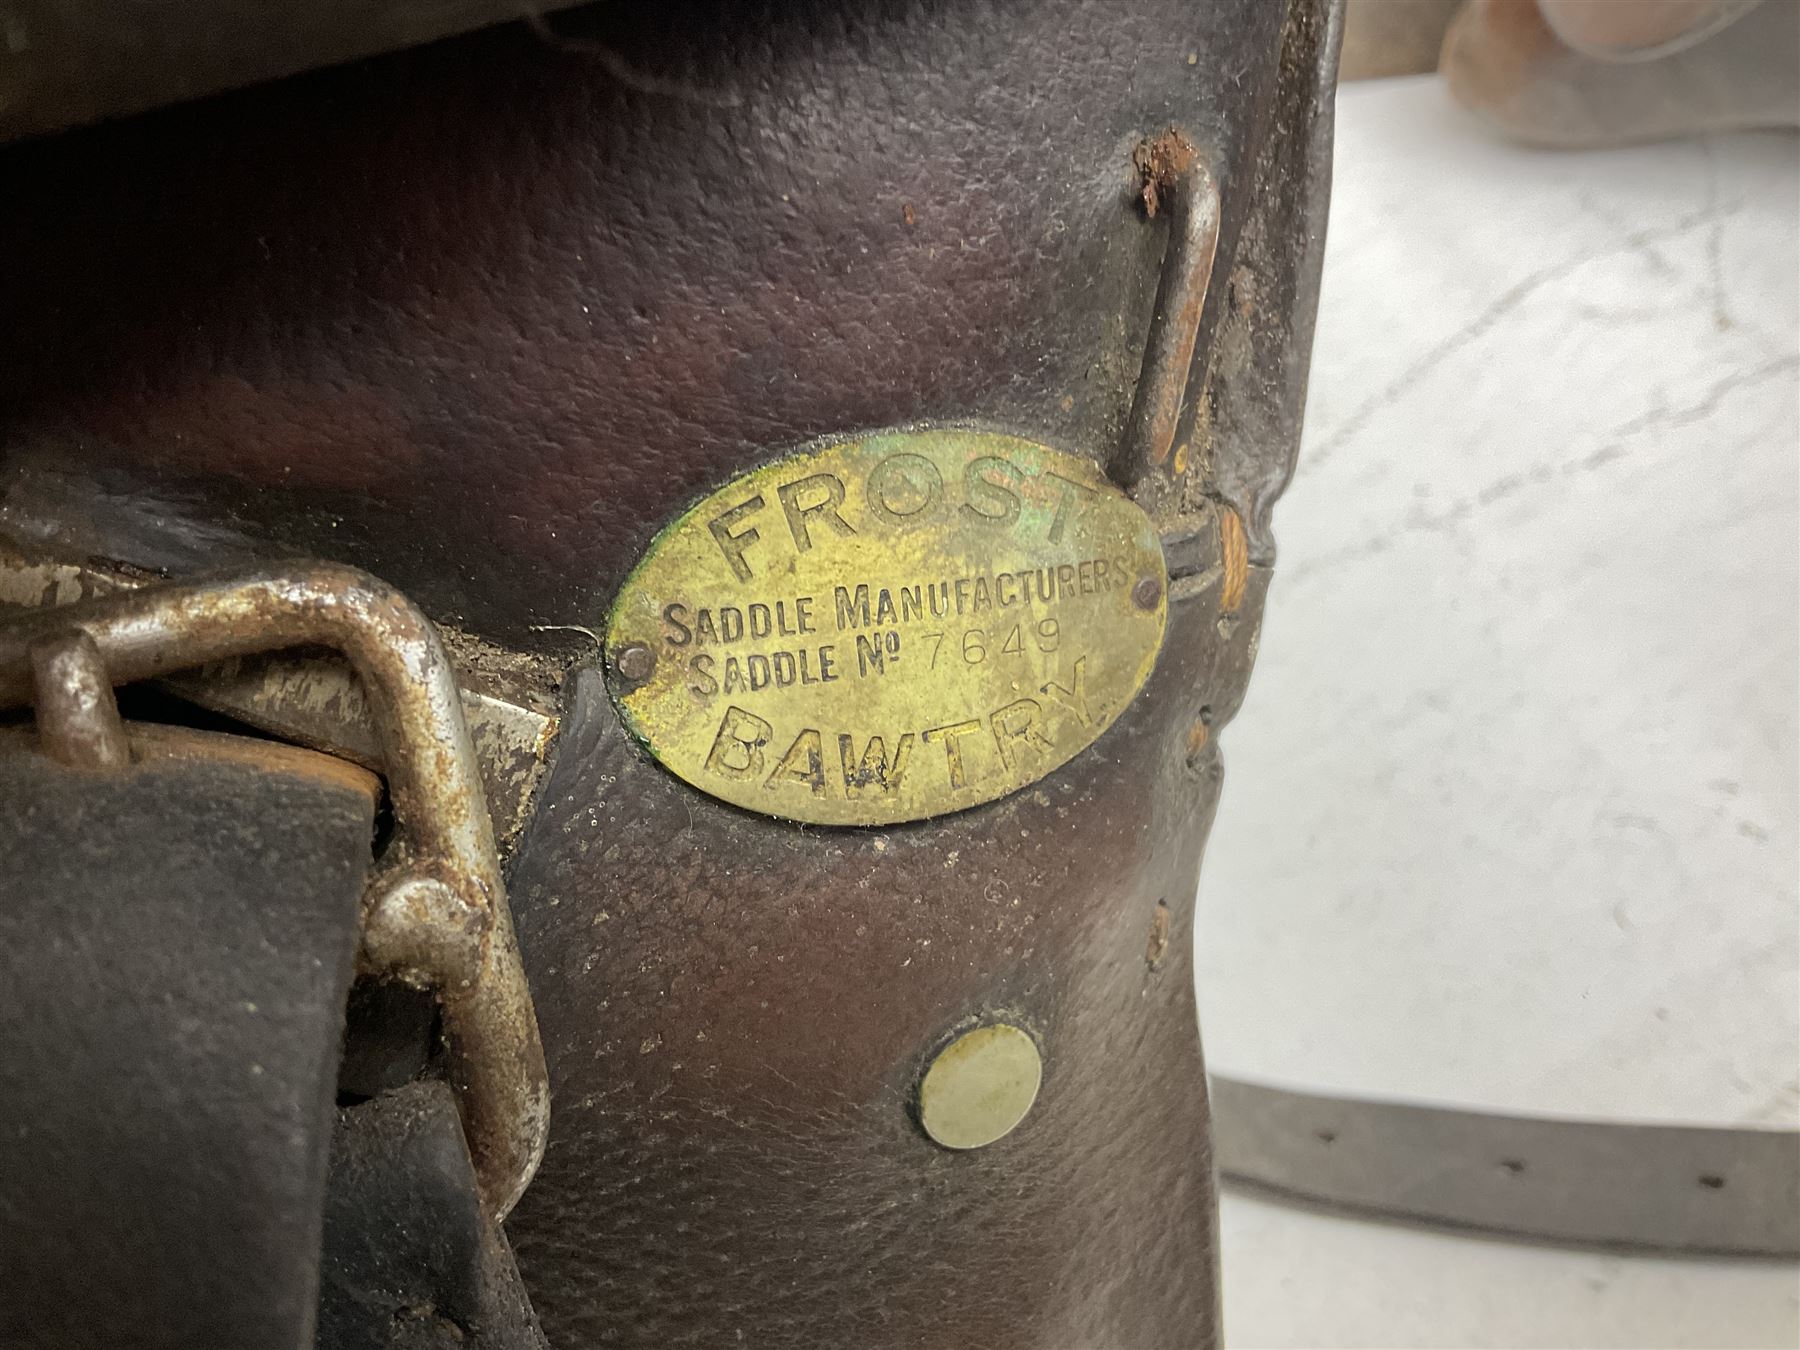 FROST
SADDLE MANUFACTURERS
SADDLE Nº 7649
BAWTRY